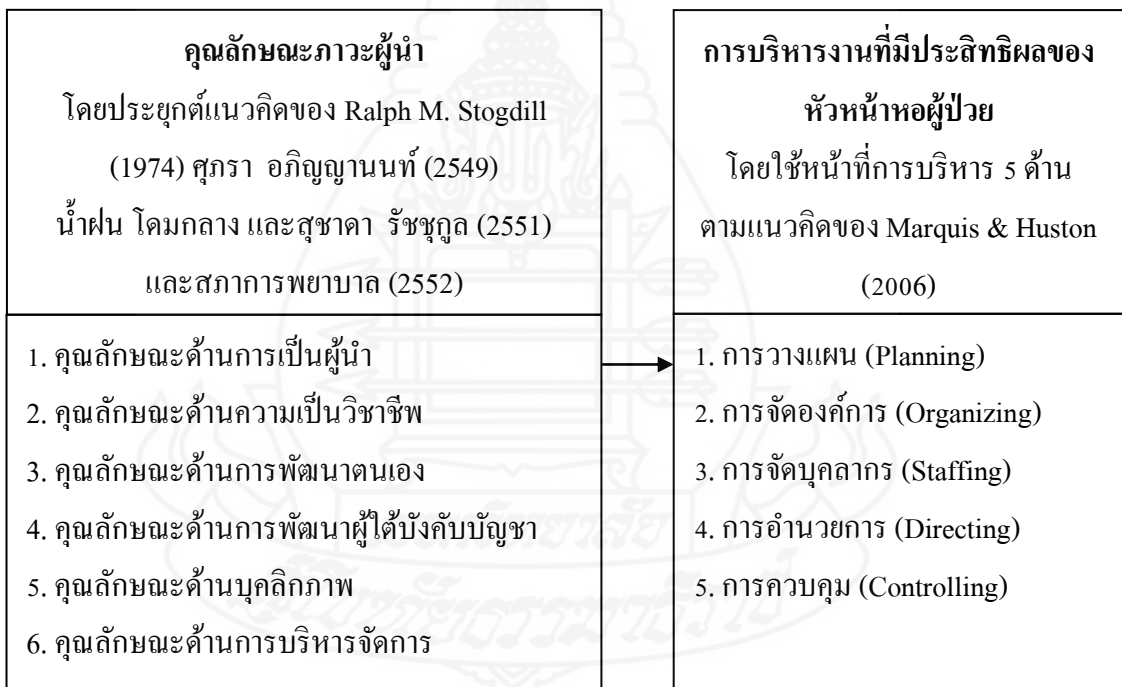 คุณลักษณะภาวะผู้นำ
โดยประยุกต์แนวคิดของ Ralph M. Stogdill
(1974) ศุภรา อภิญญานนท์ (2549)
น้ำฝน โดมกลาง และสุชาดา รัชชุกูล (2551)
และสภาการพยาบาล (2552)
1. คุณลักษณะด้านการเป็นผู้นำ
2. คุณลักษณะด้านความเป็นวิชาชีพ
3. คุณลักษณะด้านการพัฒนาตนเอง
4. คุณลักษณะด้านการพัฒนาผู้ใต้บังคับบัญชา
5. คุณลักษณะด้านบุคลิกภาพ
6. คุณลักษณะด้านการบริหารจัดการ
การบริหารงานที่มีประสิทธิผลของ
หัวหน้าหอผู้ป่วย
โดยใช้หน้าที่การบริหาร 5 ด้าน
ตามแนวคิดของ Marquis & Huston
(2006)
1. การวางแผน (Planning)
2. การจัดองค์การ (Organizing)
3. การจัดบุคลากร (Staffing)
4. การอำนวยการ (Directing)
5. การควบคุม (Controlling)